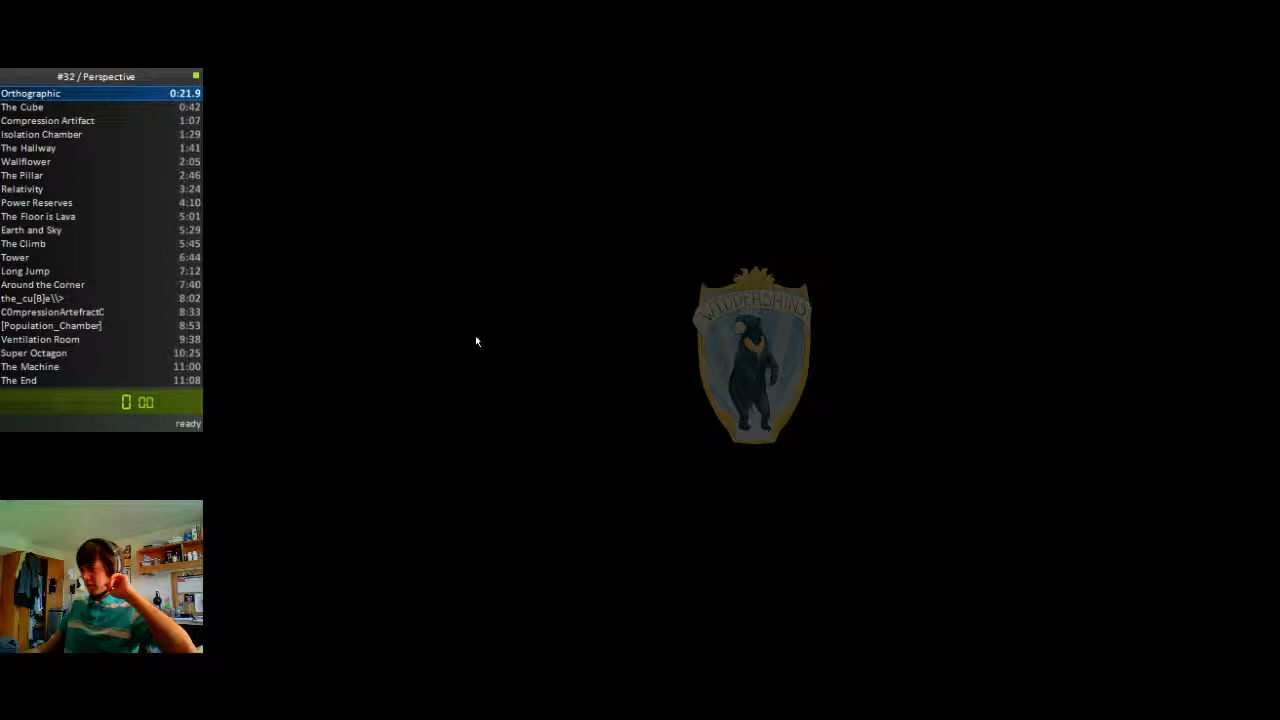 #32 / Perspective
Orthographic 0:21.9
The Cube 0:42
Compression Artifact 1:07
Isolation Chamber 1:29
The Hallway 1:41
Wallflower 2:05
The Pillar 2:46
Relativity 3:24
Power Reserves 4:10
The Floor is Lava 5:01
Earth and Sky 5:29
The Climb 5:45
Tower 6:44
Long Jump 7:12
Around the Corner 7:40
the_cu[B]e\\> 8:02
C0mpressionArtefractC 8:33
[Population_Chamber] 8:53
Ventilation Room 9:38
Super Octagon 10:25
The Machine 11:00
The End 11:08
0 00
ready
WIDDERSHINS